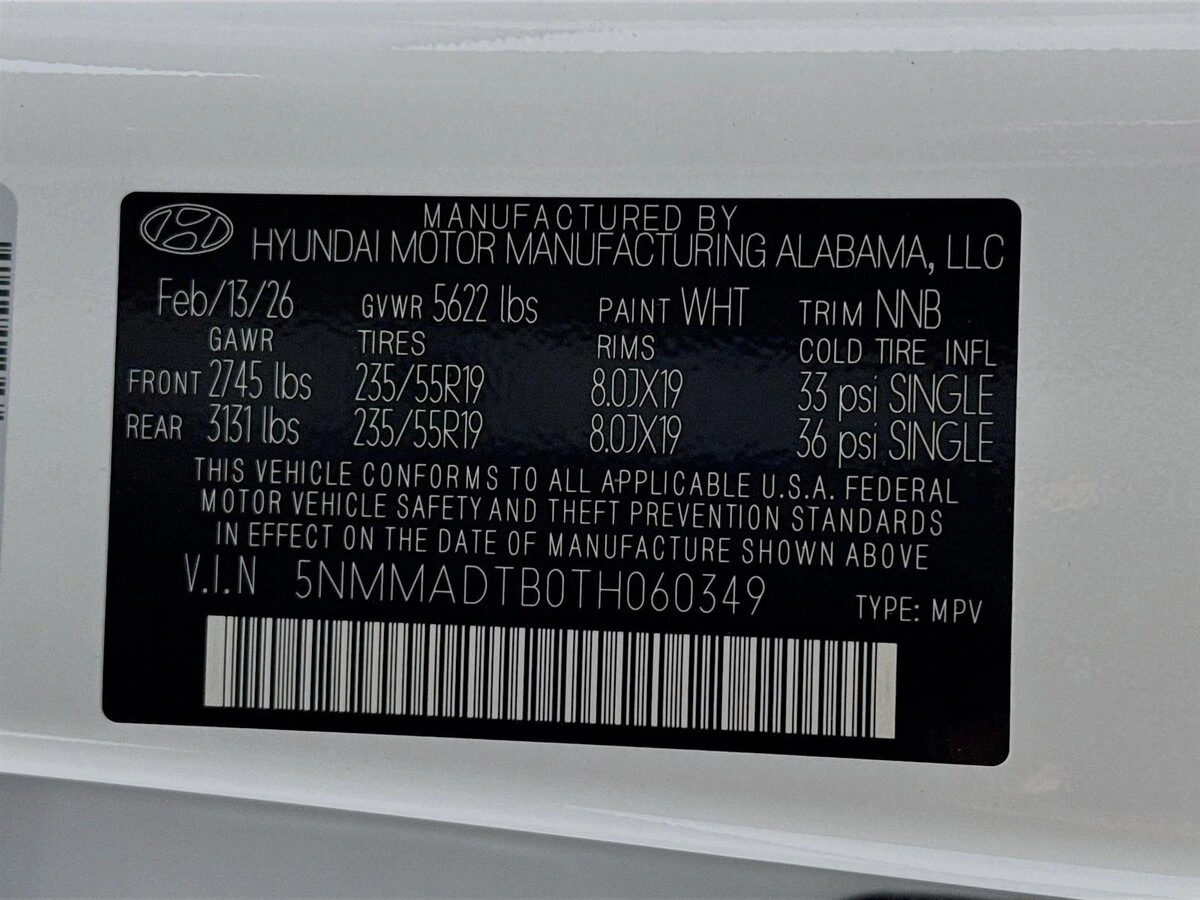 MANUFACTURED BY
HYUNDAI MOTOR MANUFACTURING ALABAMA, LLC
Feb/13/26 GVWR 5622 lbs PAINT WHT TRIM NNB
GAWR TIRES RIMS COLD TIRE INFL
FRONT 2745 lbs 235/55R19 8.0JX19 33 psi SINGLE
REAR 3131 lbs 235/55R19 8.0JX19 36 psi SINGLE
THIS VEHICLE CONFORMS TO ALL APPLICABLE U.S.A. FEDERAL
MOTOR VEHICLE SAFETY AND THEFT PREVENTION STANDARDS
IN EFFECT ON THE DATE OF MANUFACTURE SHOWN ABOVE
V.I.N 5NMMADTB0TH060349 TYPE: MPV